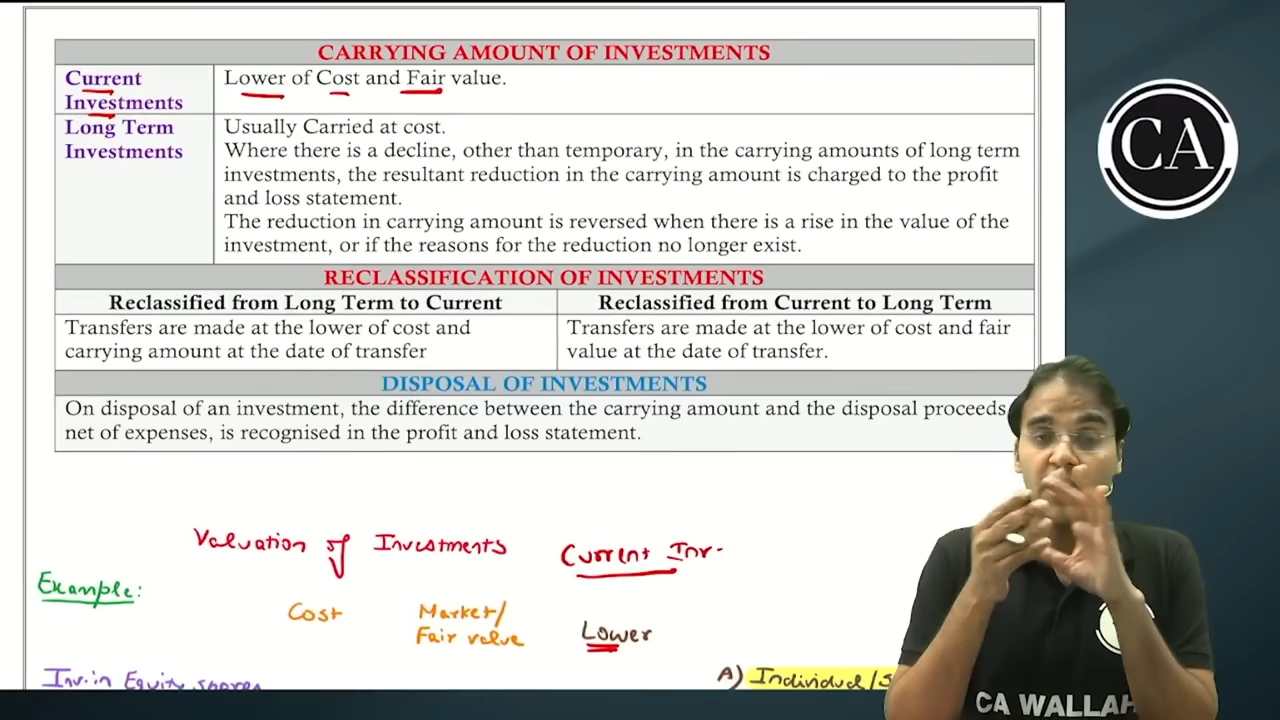 CARRYING AMOUNT OF INVESTMENTS
Current Investments
Lower of Cost and Fair value.
Long Term Investments
Usually Carried at cost.
Where there is a decline, other than temporary, in the carrying amounts of long term
investments, the resultant reduction in the carrying amount is charged to the profit
and loss statement.
The reduction in carrying amount is reversed when there is a rise in the value of the
investment, or if the reasons for the reduction no longer exist.
RECLASSIFICATION OF INVESTMENTS
Reclassified from Long Term to Current
Reclassified from Current to Long Term
Transfers are made at the lower of cost and
carrying amount at the date of transfer
Transfers are made at the lower of cost and fair
value at the date of transfer.
DISPOSAL OF INVESTMENTS
On disposal of an investment, the difference between the carrying amount and the disposal proceeds,
net of expenses, is recognised in the profit and loss statement.
Valuation of Investments
Current Inv.
Example:
Cost
Market/
Fair value
Lower
Inv. in Equity shares
A) Individual/S
CA
CA WALLAH